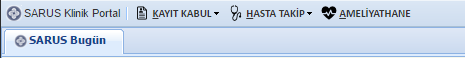 SARUS Klinik Portal KAYIT KABUL HASTA TAKİP AMELİYATHANE
SARUS Bugün